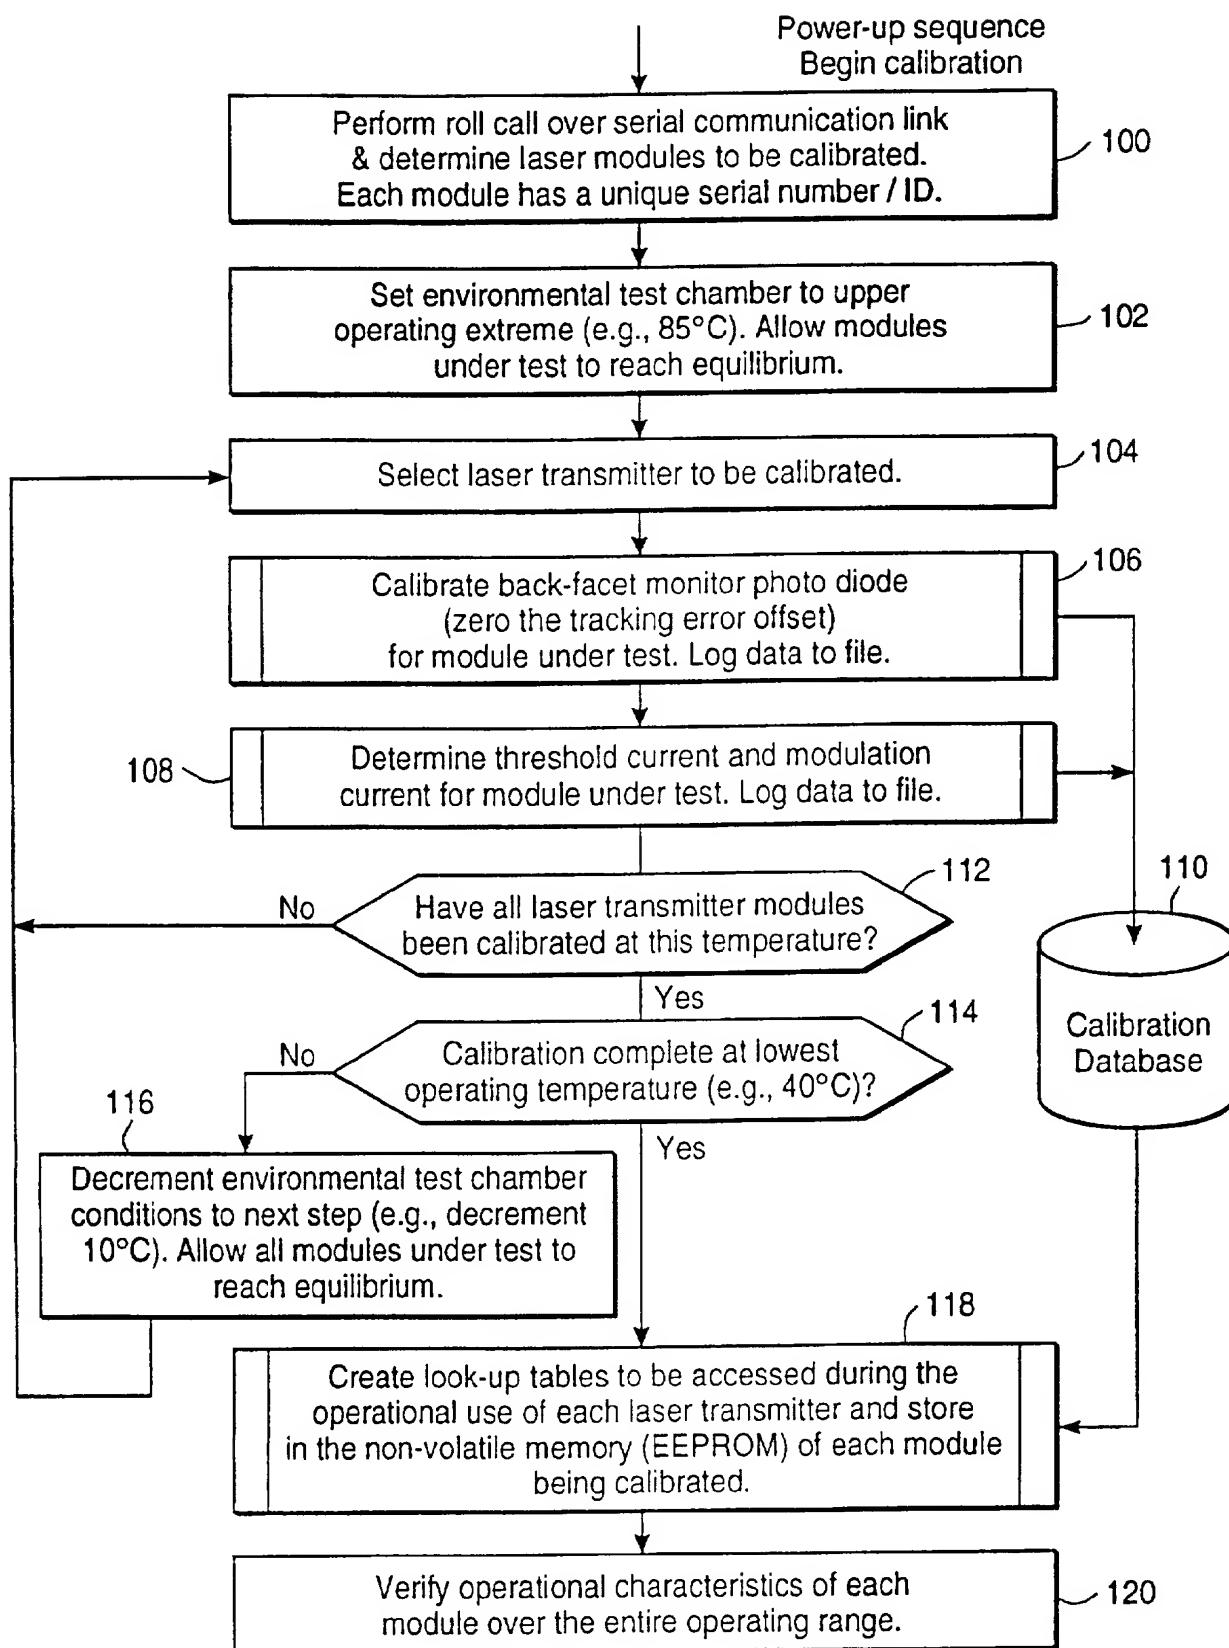 Power-up sequence
Begin calibration
Perform roll call over serial communication link
& determine laser modules to be calibrated.
Each module has a unique serial number / ID.
100
Set environmental test chamber to upper
operating extreme (e.g., 85°C). Allow modules
under test to reach equilibrium.
102
Select laser transmitter to be calibrated.
104
Calibrate back-facet monitor photo diode
(zero the tracking error offset)
for module under test. Log data to file.
106
108
Determine threshold current and modulation
current for module under test. Log data to file.
112
No
Have all laser transmitter modules
been calibrated at this temperature?
Yes
110
Calibration
Database
114
No
Calibration complete at lowest
operating temperature (e.g., 40°C)?
Yes
116
Decrement environmental test chamber
conditions to next step (e.g., decrement
10°C). Allow all modules under test to
reach equilibrium.
118
Create look-up tables to be accessed during the
operational use of each laser transmitter and store
in the non-volatile memory (EEPROM) of each module
being calibrated.
Verify operational characteristics of each
module over the entire operating range.
120